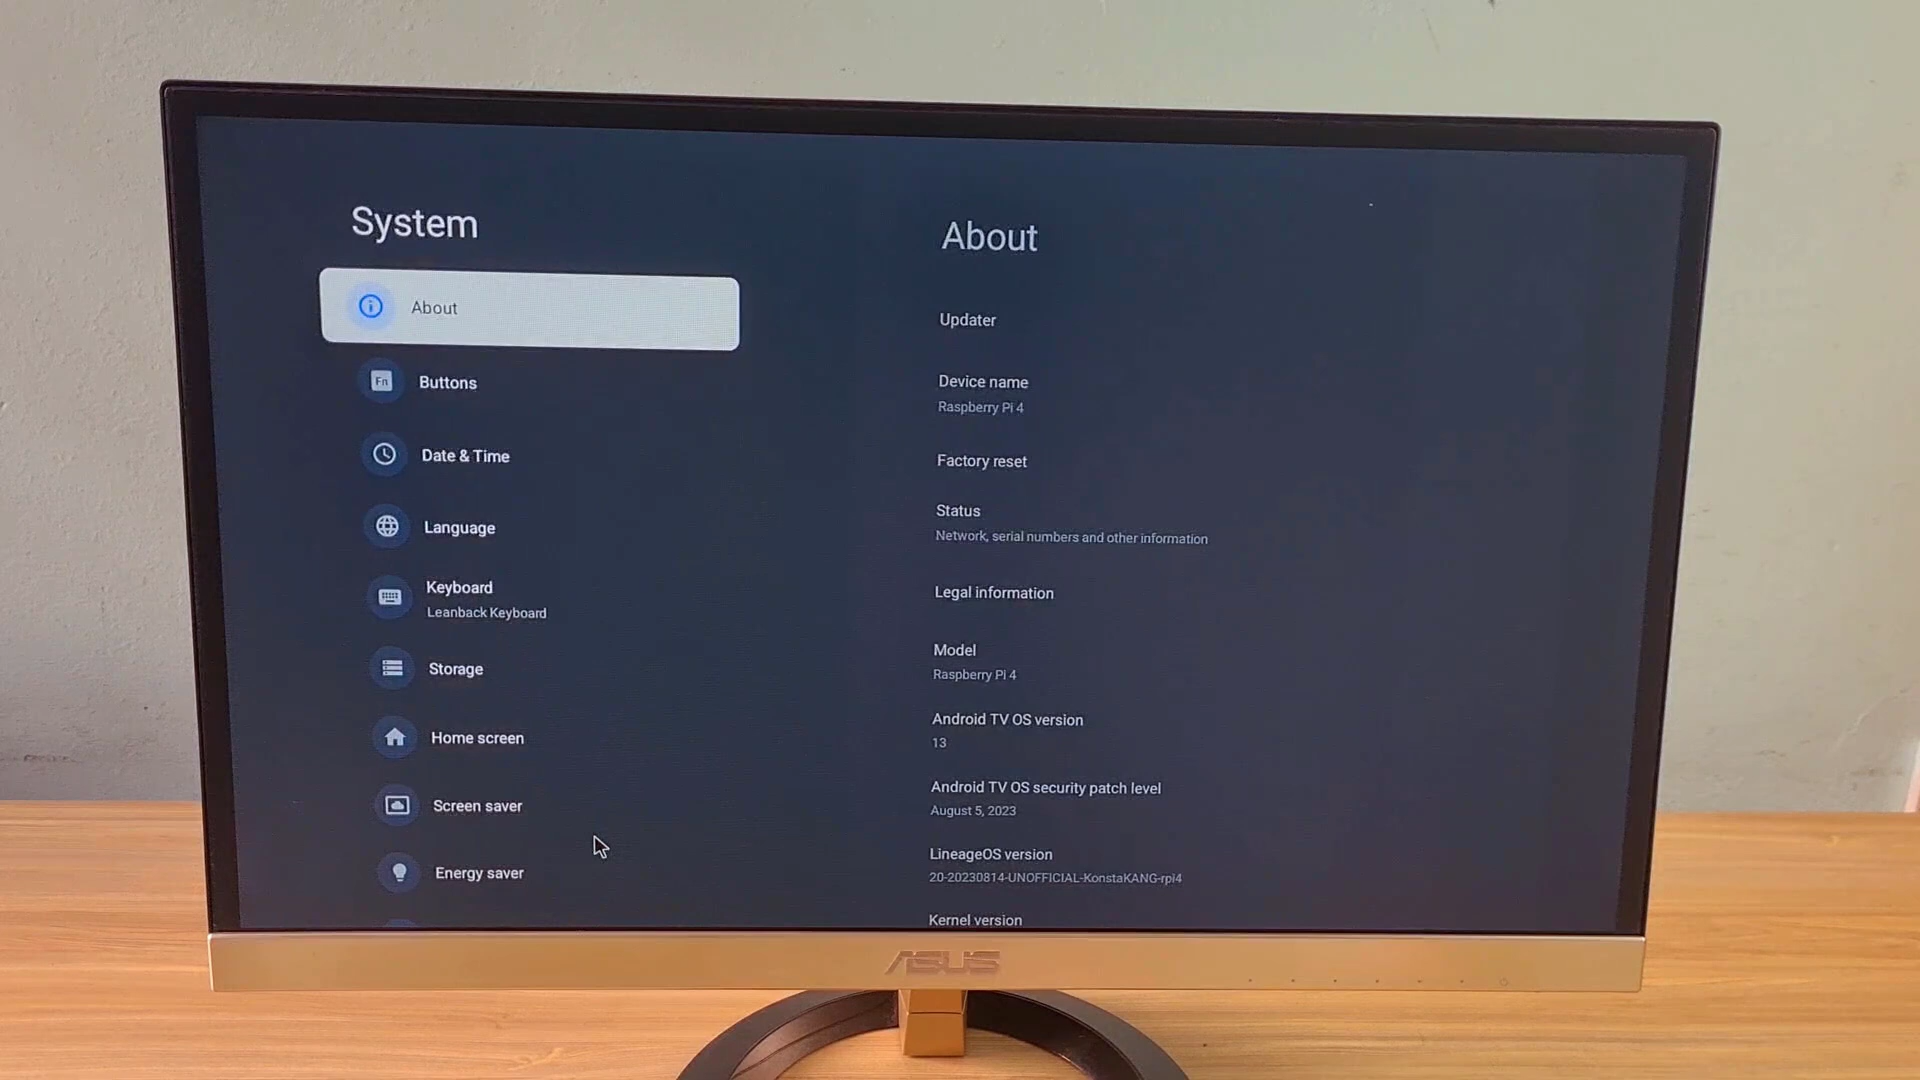 System
About
Fn
Buttons
Date & Time
Language
Keyboard
Leanback Keyboard
Storage
Home screen
Screen saver
Energy saver
About
Updater
Device name
Raspberry Pi 4
Factory reset
Status
Network, serial numbers and other information
Legal information
Model
Raspberry Pi 4
Android TV OS version
13
Android TV OS security patch level
August 5, 2023
LineageOS version
20-20230814-UNOFFICIAL-KonstaKANG-rpi4
Kernel version
ASUS